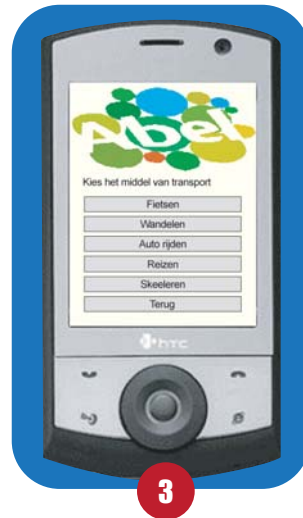 Abel
Kies het middel van transport
Fietsen
Wandelen
Auto rijden
Reizen
Skeeleren
Terug
htc
3